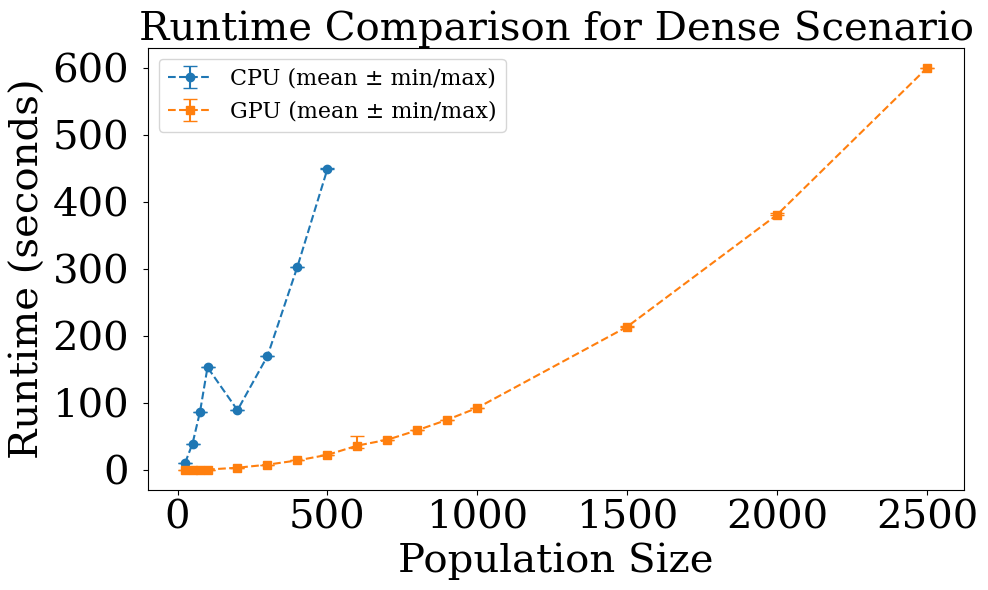 Runtime Comparison for Dense Scenario
CPU (mean ± min/max)
GPU (mean ± min/max)
Runtime (seconds)
600
500
400
300
200
100
0
0 500 1000 1500 2000 2500
Population Size